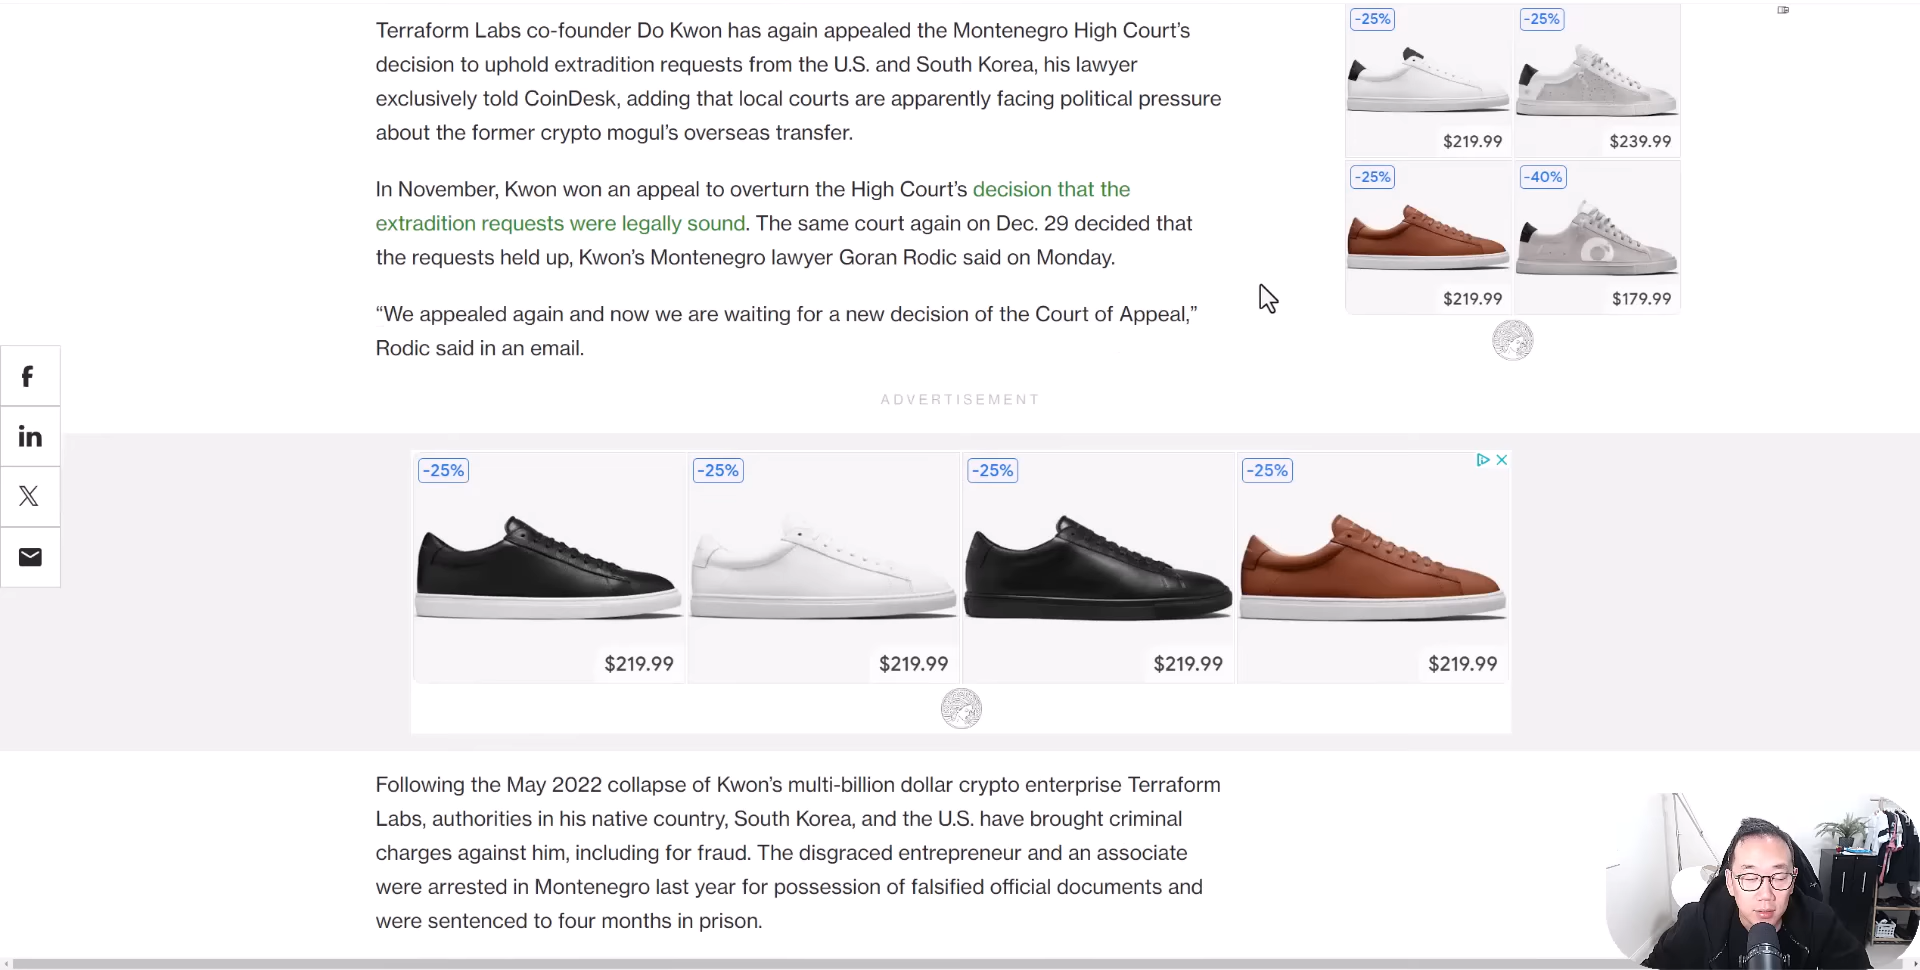 Terraform Labs co-founder Do Kwon has again appealed the Montenegro High Court’s
decision to uphold extradition requests from the U.S. and South Korea, his lawyer
exclusively told CoinDesk, adding that local courts are apparently facing political pressure
about the former crypto mogul’s overseas transfer.
In November, Kwon won an appeal to overturn the High Court’s decision that the
extradition requests were legally sound. The same court again on Dec. 29 decided that
the requests held up, Kwon’s Montenegro lawyer Goran Rodic said on Monday.
“We appealed again and now we are waiting for a new decision of the Court of Appeal,”
Rodic said in an email.
-25% -25%
$219.99 $239.99
-25% -40%
$219.99 $179.99
f
in
X
ADVERTISEMENT
-25% -25% -25% -25%
$219.99 $219.99 $219.99 $219.99
Following the May 2022 collapse of Kwon’s multi-billion dollar crypto enterprise Terraform
Labs, authorities in his native country, South Korea, and the U.S. have brought criminal
charges against him, including for fraud. The disgraced entrepreneur and an associate
were arrested in Montenegro last year for possession of falsified official documents and
were sentenced to four months in prison.